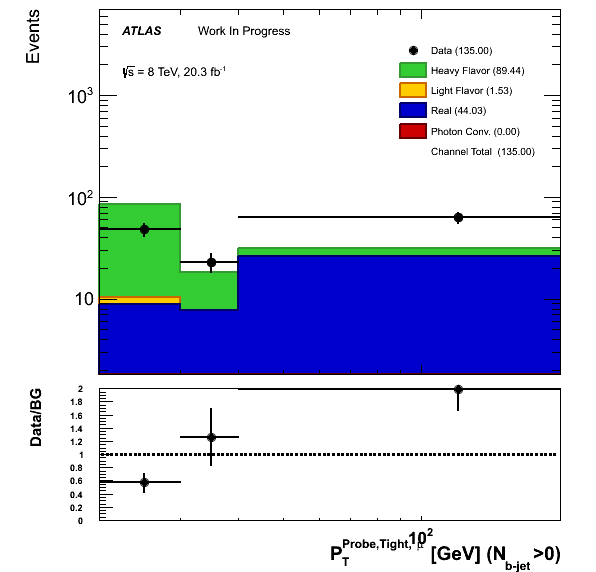 Events
ATLAS Work In Progress
√s = 8 TeV, 20.3 fb⁻¹
Data (135.00)
Heavy Flavor (89.44)
Light Flavor (1.53)
Real (44.03)
Photon Conv. (0.00)
Channel Total (135.00)
10³
10²
10
Data/BG
2
1.8
1.6
1.4
1.2
1
0.8
0.6
0.4
0.2
0
10²
P_T^Probe,Tight, μ [GeV] (N_b-jet >0)